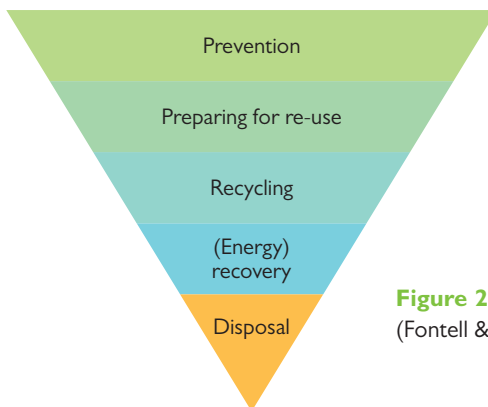 Prevention
Preparing for re-use
Recycling
(Energy)
recovery
Disposal
Figure 2
(Fontell &